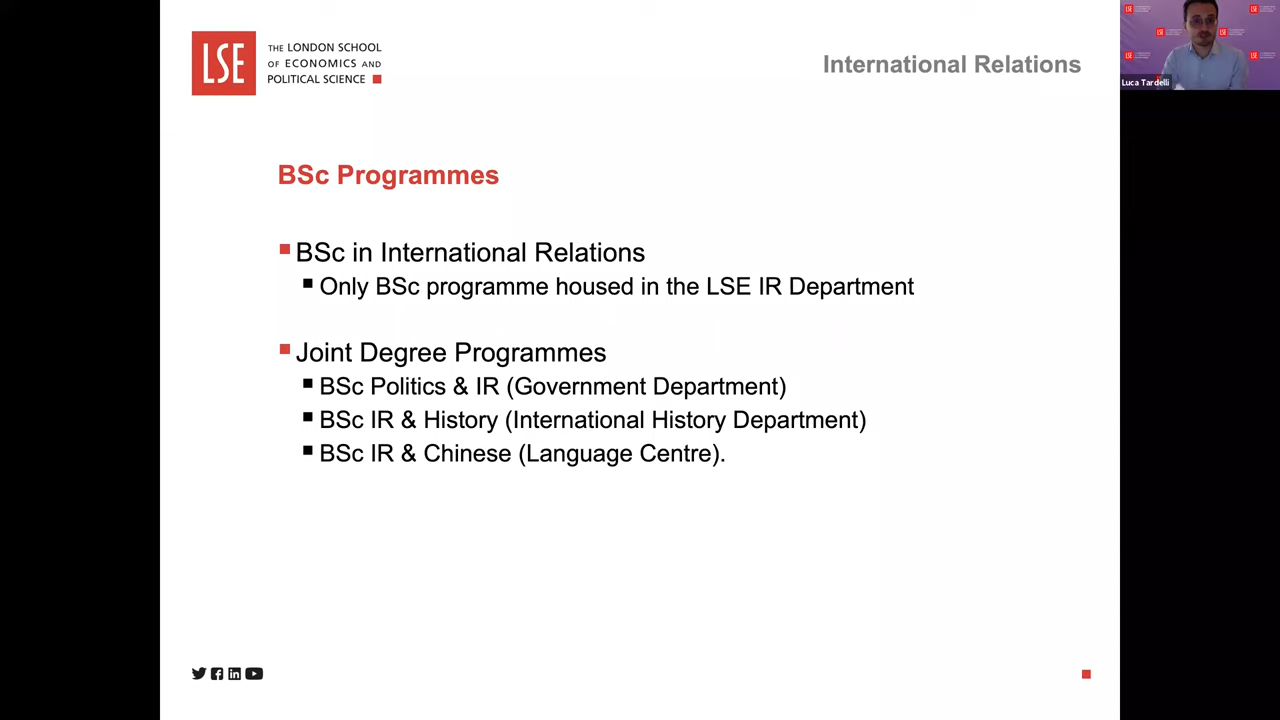 LSE
THE LONDON SCHOOL
OF ECONOMICS AND
POLITICAL SCIENCE
International Relations
Luca Tardelli
BSc Programmes
BSc in International Relations
Only BSc programme housed in the LSE IR Department
Joint Degree Programmes
BSc Politics & IR (Government Department)
BSc IR & History (International History Department)
BSc IR & Chinese (Language Centre).